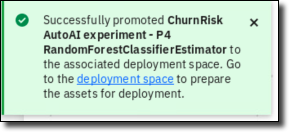 Successfully promoted ChurnRisk
AutoAI experiment - P4
RandomForestClassifierEstimator to
the associated deployment space. Go
to the deployment space to prepare
the assets for deployment.